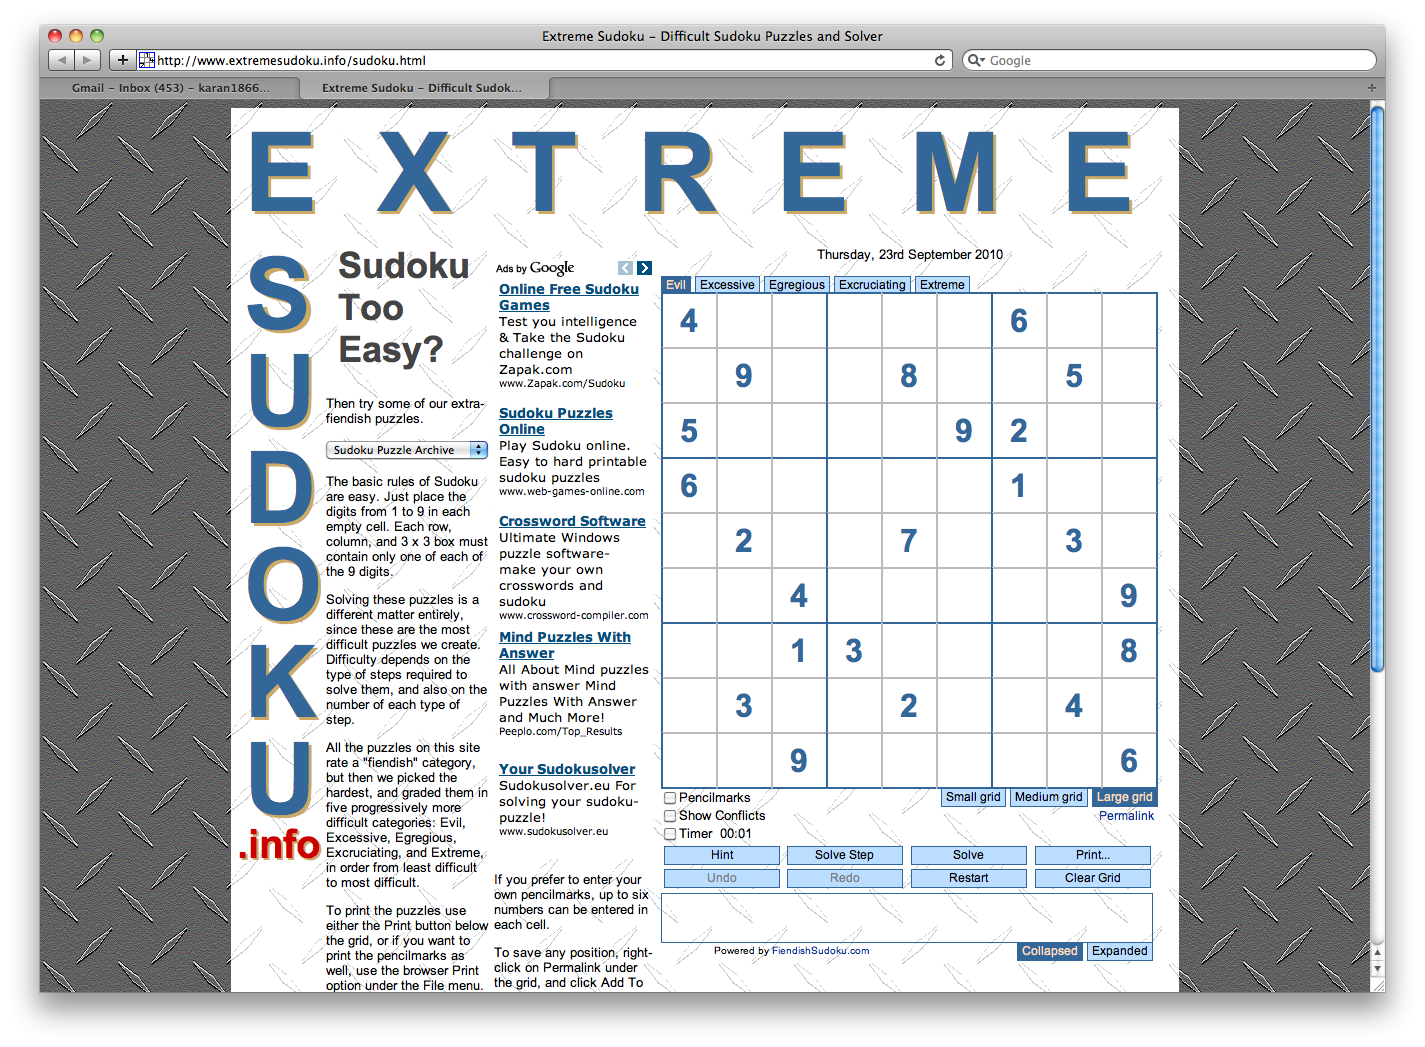 Extreme Sudoku – Difficult Sudoku Puzzles and Solver
http://www.extremesudoku.info/sudoku.html
Google
Gmail – Inbox (453) – karan1866...
Extreme Sudoku – Difficult Sudok...
EXTREME
SUDOKU
.info
Sudoku
Too
Easy?
Then try some of our extra-
fiendish puzzles.
Sudoku Puzzle Archive
The basic rules of Sudoku
are easy. Just place the
digits from 1 to 9 in each
empty cell. Each row,
column, and 3 x 3 box must
contain only one of each of
the 9 digits.
Solving these puzzles is a
different matter entirely,
since these are the most
difficult puzzles we create.
Difficulty depends on the
type of steps required to
solve them, and also on the
number of each type of
step.
All the puzzles on this site
rate a "fiendish" category,
but then we picked the
hardest, and graded them in
five progressively more
difficult categories: Evil,
Excessive, Egregious,
Excruciating, and Extreme,
in order from least difficult
to most difficult.
To print the puzzles use
either the Print button below
the grid, or if you want to
print the pencilmarks as
well, use the browser Print
option under the File menu.
Ads by Google
Online Free Sudoku
Games
Test you intelligence
& Take the Sudoku
challenge on
Zapak.com
www.Zapak.com/Sudoku
Sudoku Puzzles
Online
Play Sudoku online.
Easy to hard printable
sudoku puzzles
www.web-games-online.com
Crossword Software
Ultimate Windows
puzzle software-
make your own
crosswords and
sudoku
www.crossword-compiler.com
Mind Puzzles With
Answer
All About Mind puzzles
with answer Mind
Puzzles With Answer
and Much More!
Peeplo.com/Top_Results
Your Sudokusolver
Sudokusolver.eu For
solving your sudoku-
puzzle!
www.sudokusolver.eu
If you prefer to enter your
own pencilmarks, up to six
numbers can be entered in
each cell.
To save any position, right-
click on Permalink under
the grid, and click Add To
Thursday, 23rd September 2010
Evil Excessive Egregious Excruciating Extreme
4 6
9 8 5
5 9 2
6 1
2 7 3
4 9
1 3 8
3 2 4
9 6
Pencilmarks
Small grid Medium grid Large grid
Show Conflicts
Permalink
Timer 00:01
Hint Solve Step Solve Print...
Undo Redo Restart Clear Grid
Powered by FiendishSudoku.com
Collapsed Expanded